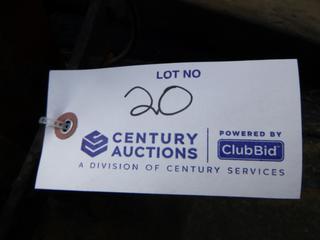 LOT NO
20
CENTURY
AUCTIONS
POWERED BY
ClubBid
A DIVISION OF CENTURY SERVICES